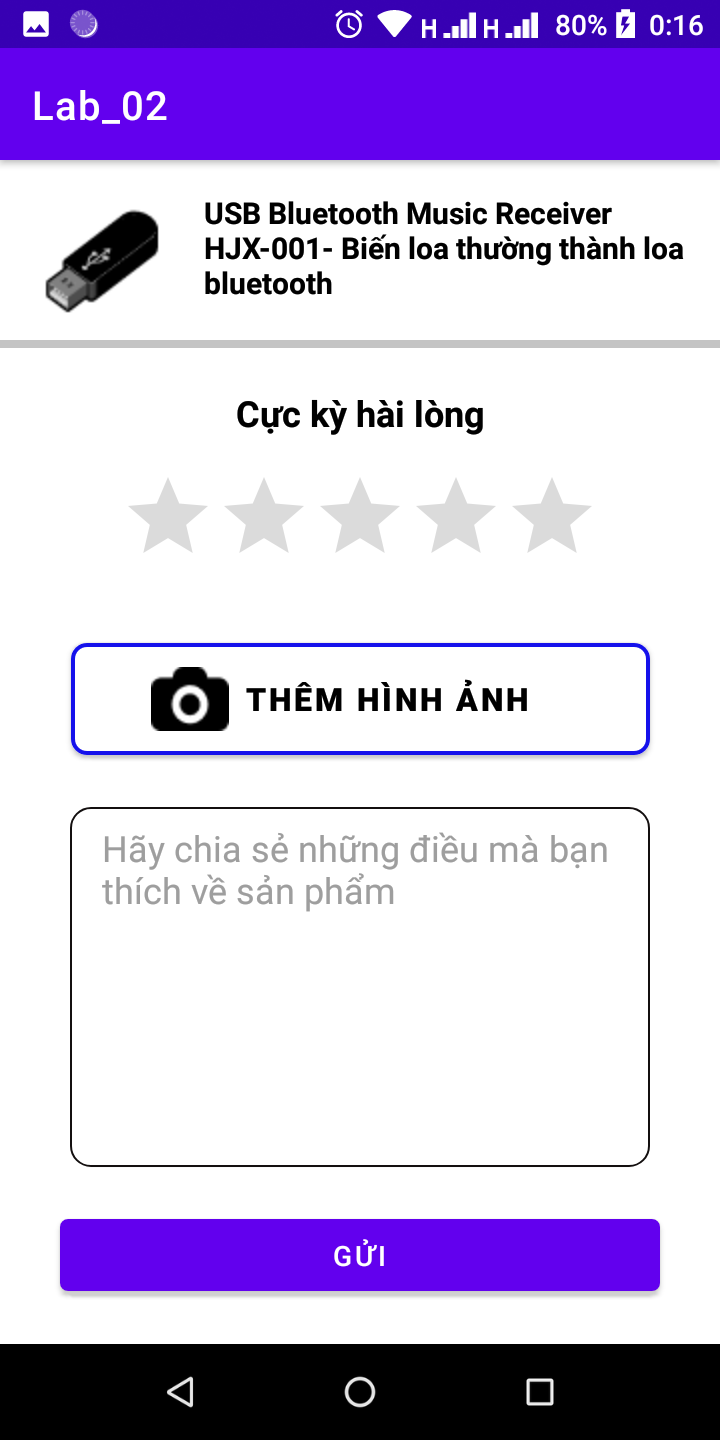 H H 80% 0:16
Lab_02
USB Bluetooth Music Receiver
HJX-001- Biến loa thường thành loa
bluetooth
Cực kỳ hài lòng
THÊM HÌNH ẢNH
Hãy chia sẻ những điều mà bạn
thích về sản phẩm
GỬI